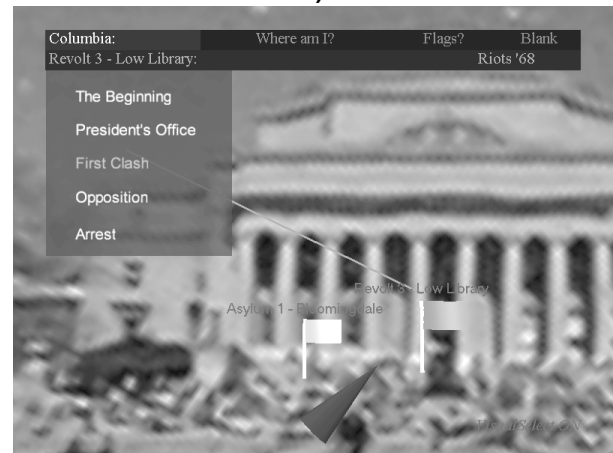 Columbia: Where am I? Flags? Blank
Revolt 3 - Low Library: Riots '68
The Beginning
President's Office
First Clash
Opposition
Arrest
Revolt 3 - Low Library
Asylum 1 - Bloomingdale